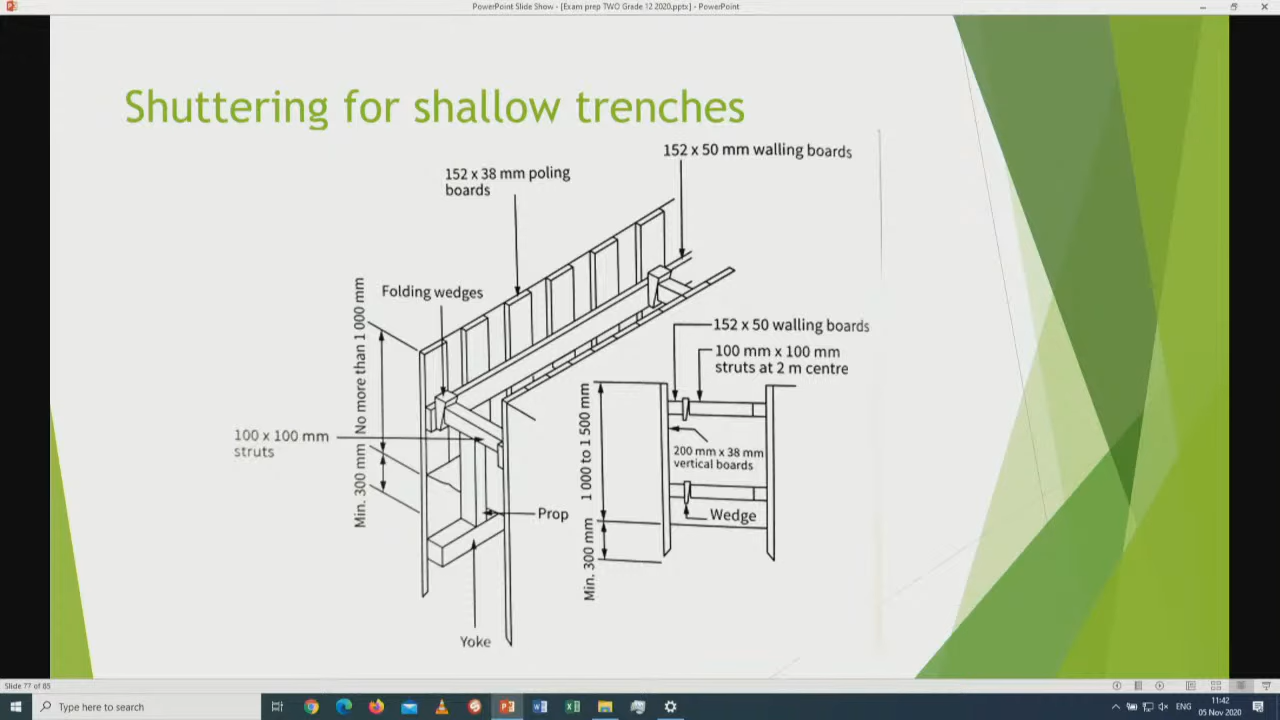 PowerPoint Slide Show - [Exam prep TWO Grade 12 2020.pptx] - PowerPoint
Shuttering for shallow trenches
152 x 50 mm walling boards
152 x 38 mm poling
boards
Folding wedges
No more than 1 000 mm
Min. 300 mm
100 x 100 mm
struts
Prop
Yoke
152 x 50 walling boards
100 mm x 100 mm
struts at 2 m centre
1 000 to 1 500 mm
200 mm x 38 mm
vertical boards
Wedge
Min. 300 mm
Slide 77 of 85
Type here to search
ENG
11:42
05 Nov 2020